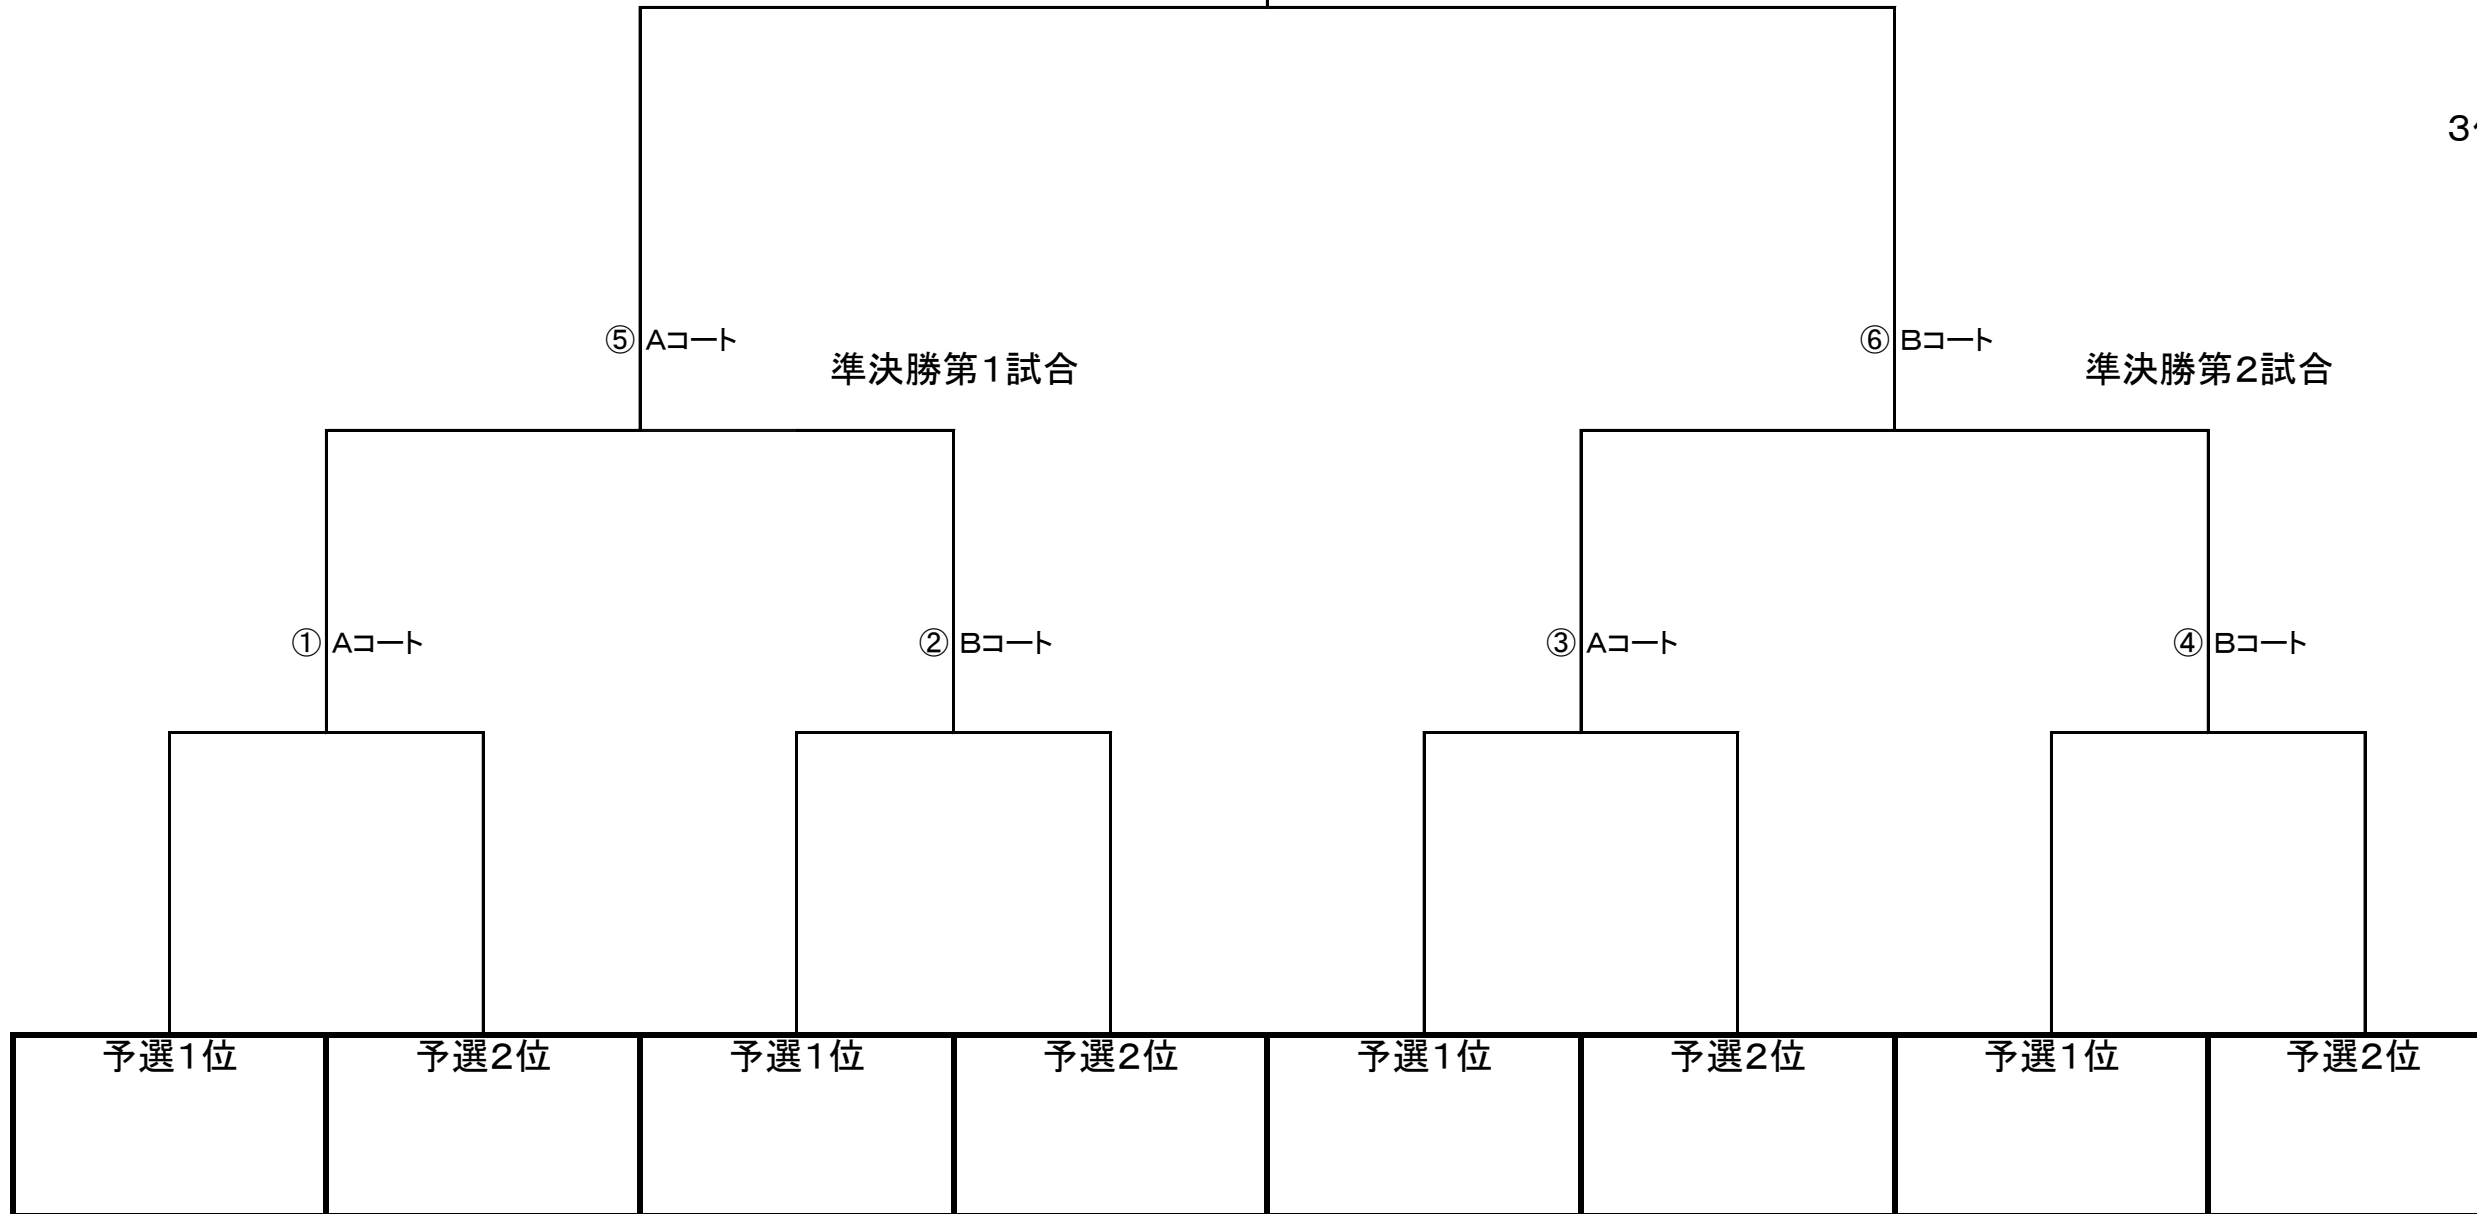 3
⑤ Aコート
準決勝第1試合
⑥ Bコート
準決勝第2試合
① Aコート
② Bコート
③ Aコート
④ Bコート
予選1位
予選2位
予選1位
予選2位
予選1位
予選2位
予選1位
予選2位